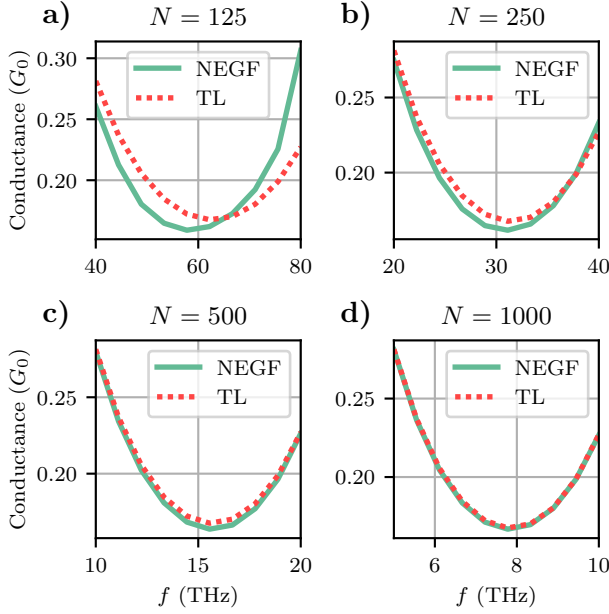 a) N = 125
b) N = 250
Conductance (G₀)
0.30
0.25
0.20
NEGF
TL
40 60 80
0.25
0.20
NEGF
TL
20 30 40
c) N = 500
d) N = 1000
Conductance (G₀)
0.25
0.20
NEGF
TL
10 15 20
f (THz)
0.25
0.20
NEGF
TL
6 8 10
f (THz)